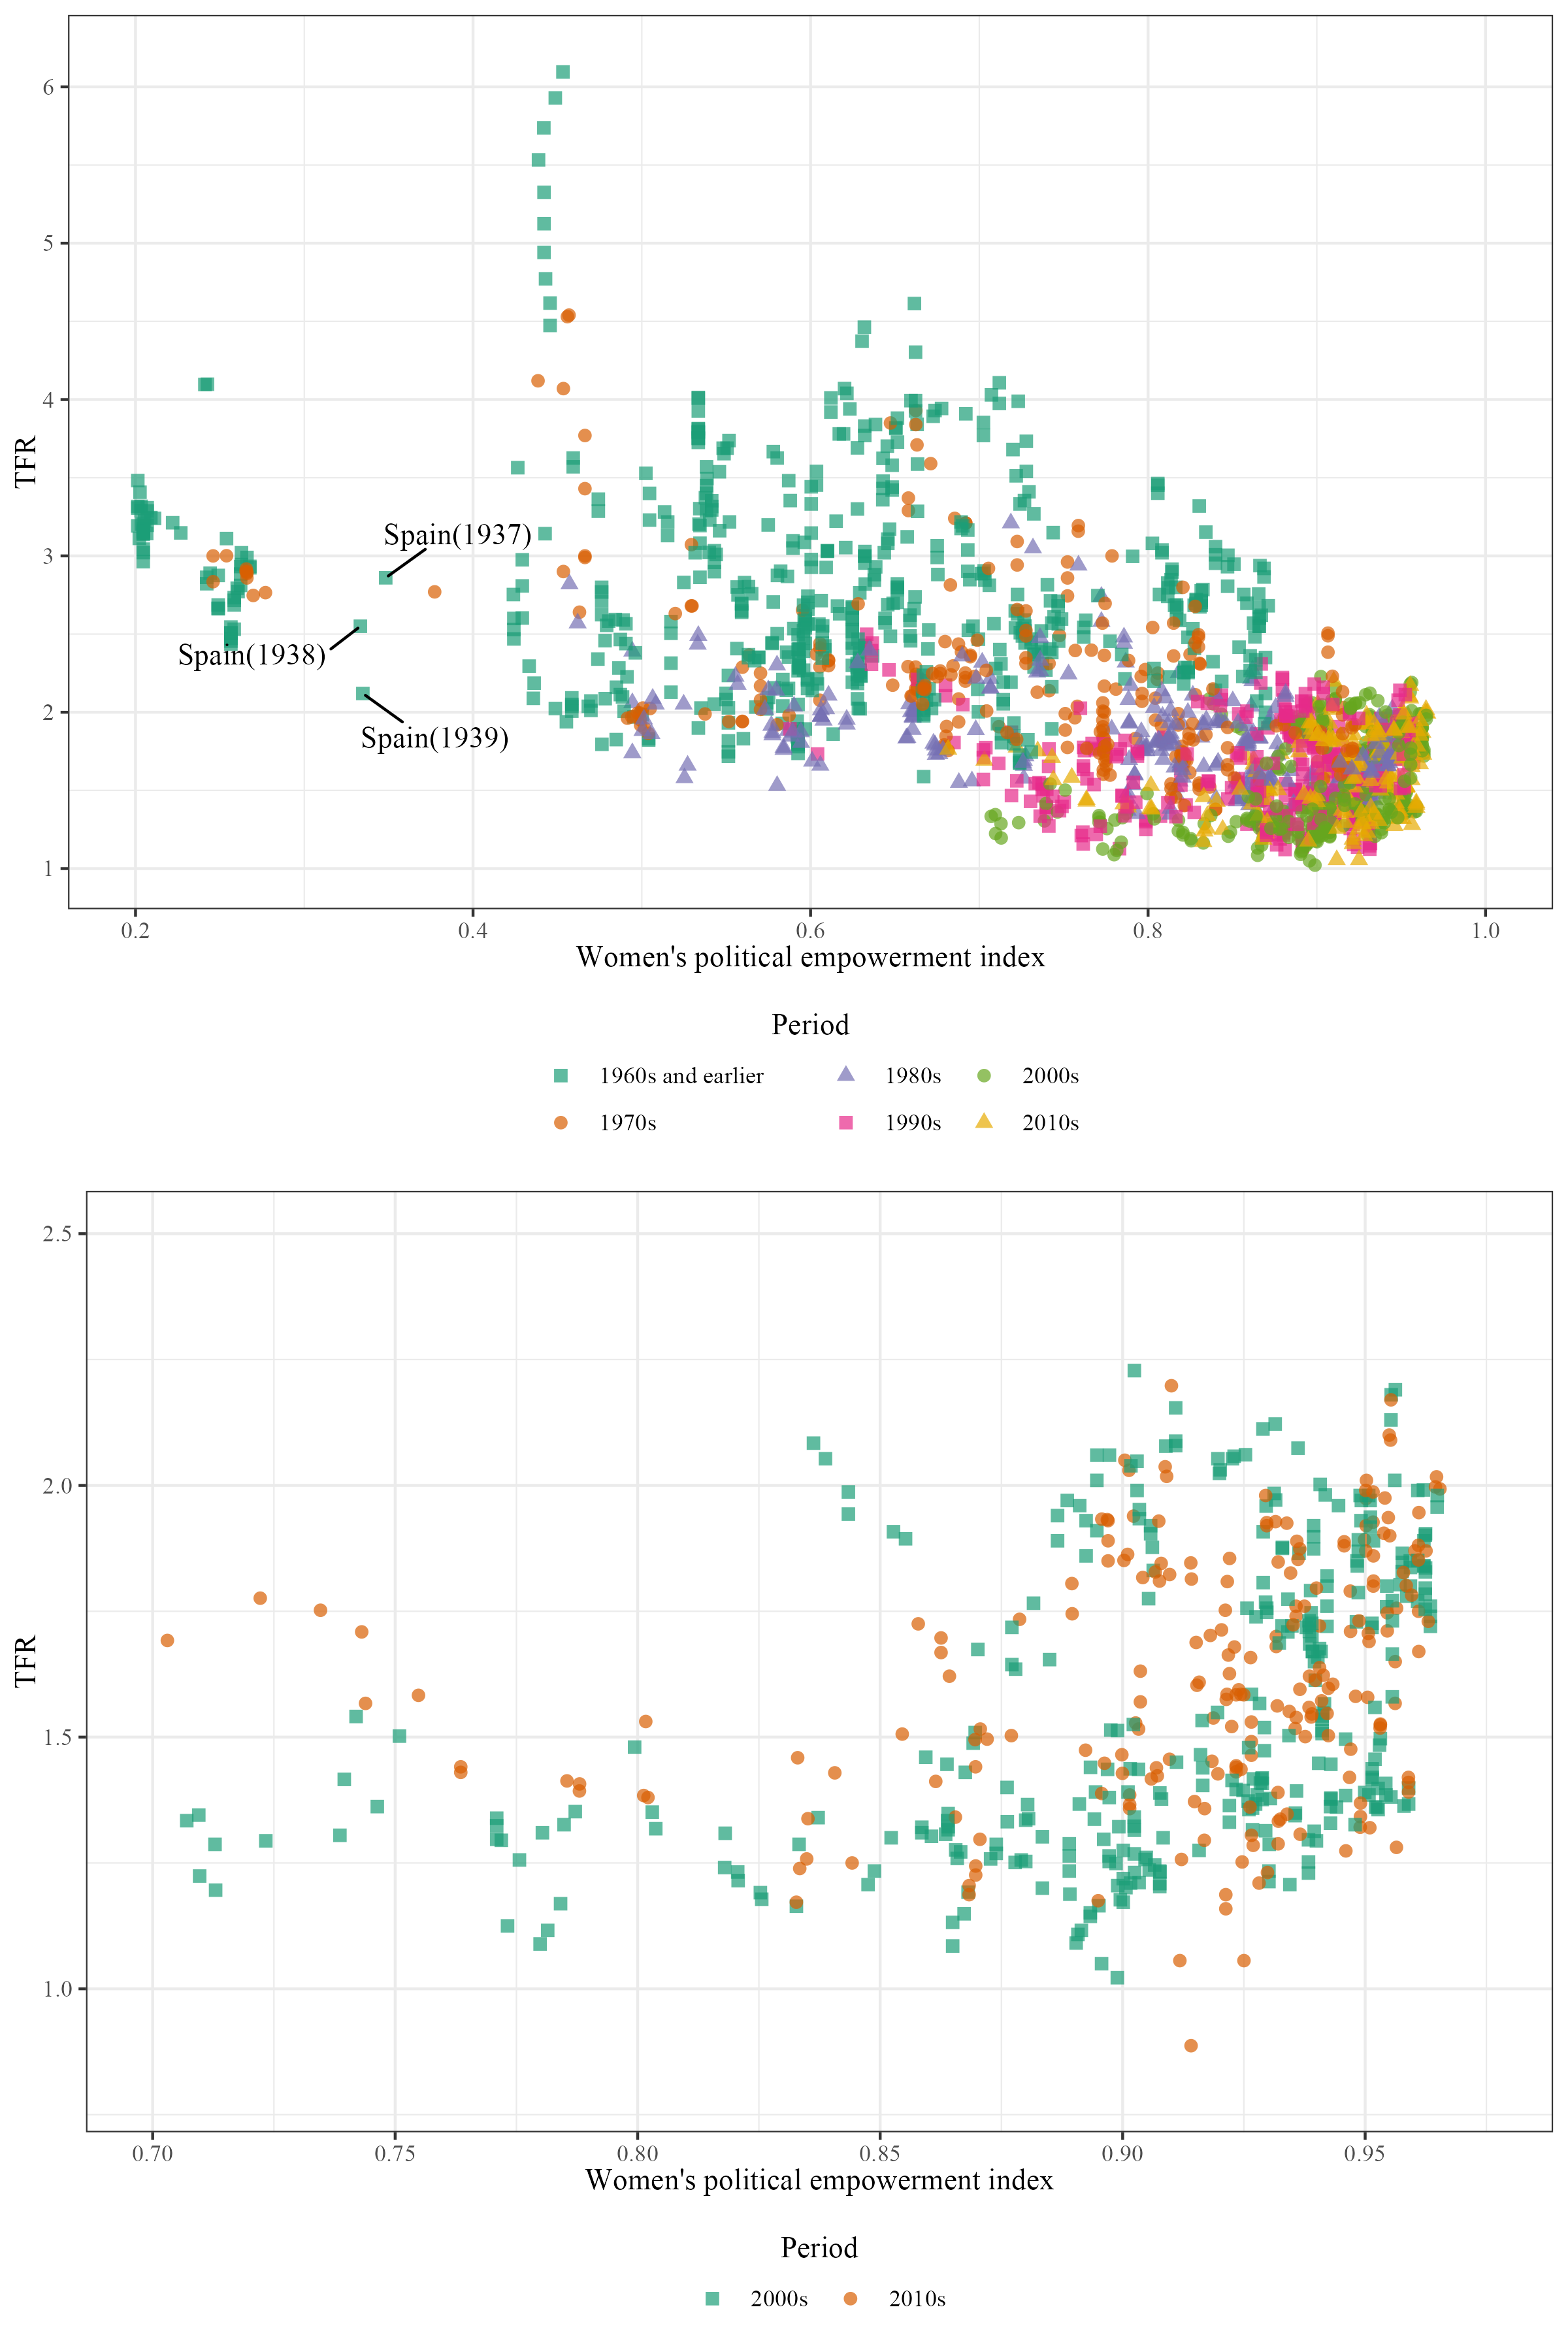 6
5
4
3
2
1
TFR
Spain(1937)
Spain(1938)
Spain(1939)
0.2 0.4 0.6 0.8 1.0
Women's political empowerment index
Period
1960s and earlier 1980s 2000s
1970s 1990s 2010s
2.5
2.0
1.5
1.0
TFR
0.70 0.75 0.80 0.85 0.90 0.95
Women's political empowerment index
Period
2000s 2010s